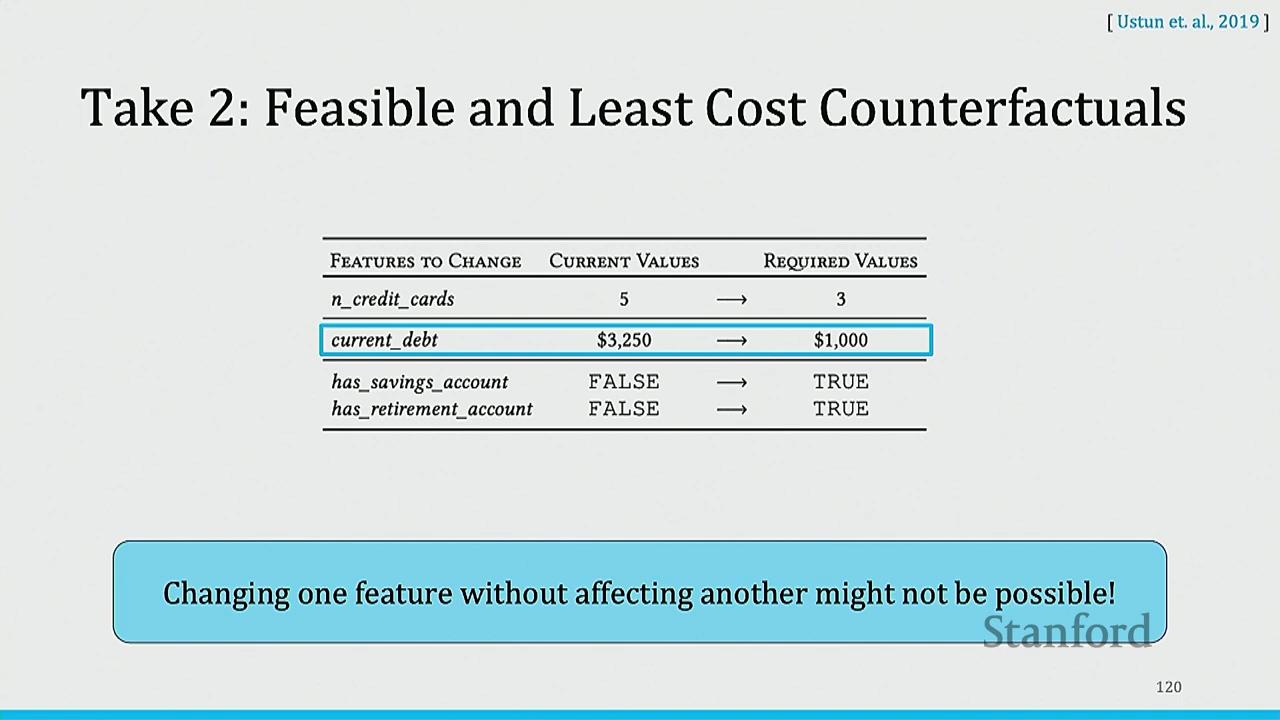 [ Ustun et. al., 2019 ]
Take 2: Feasible and Least Cost Counterfactuals
FEATURES TO CHANGE CURRENT VALUES REQUIRED VALUES
n_credit_cards 5 ⟶ 3
current_debt $3,250 ⟶ $1,000
has_savings_account FALSE ⟶ TRUE
has_retirement_account FALSE ⟶ TRUE
Changing one feature without affecting another might not be possible!
Stanford
120